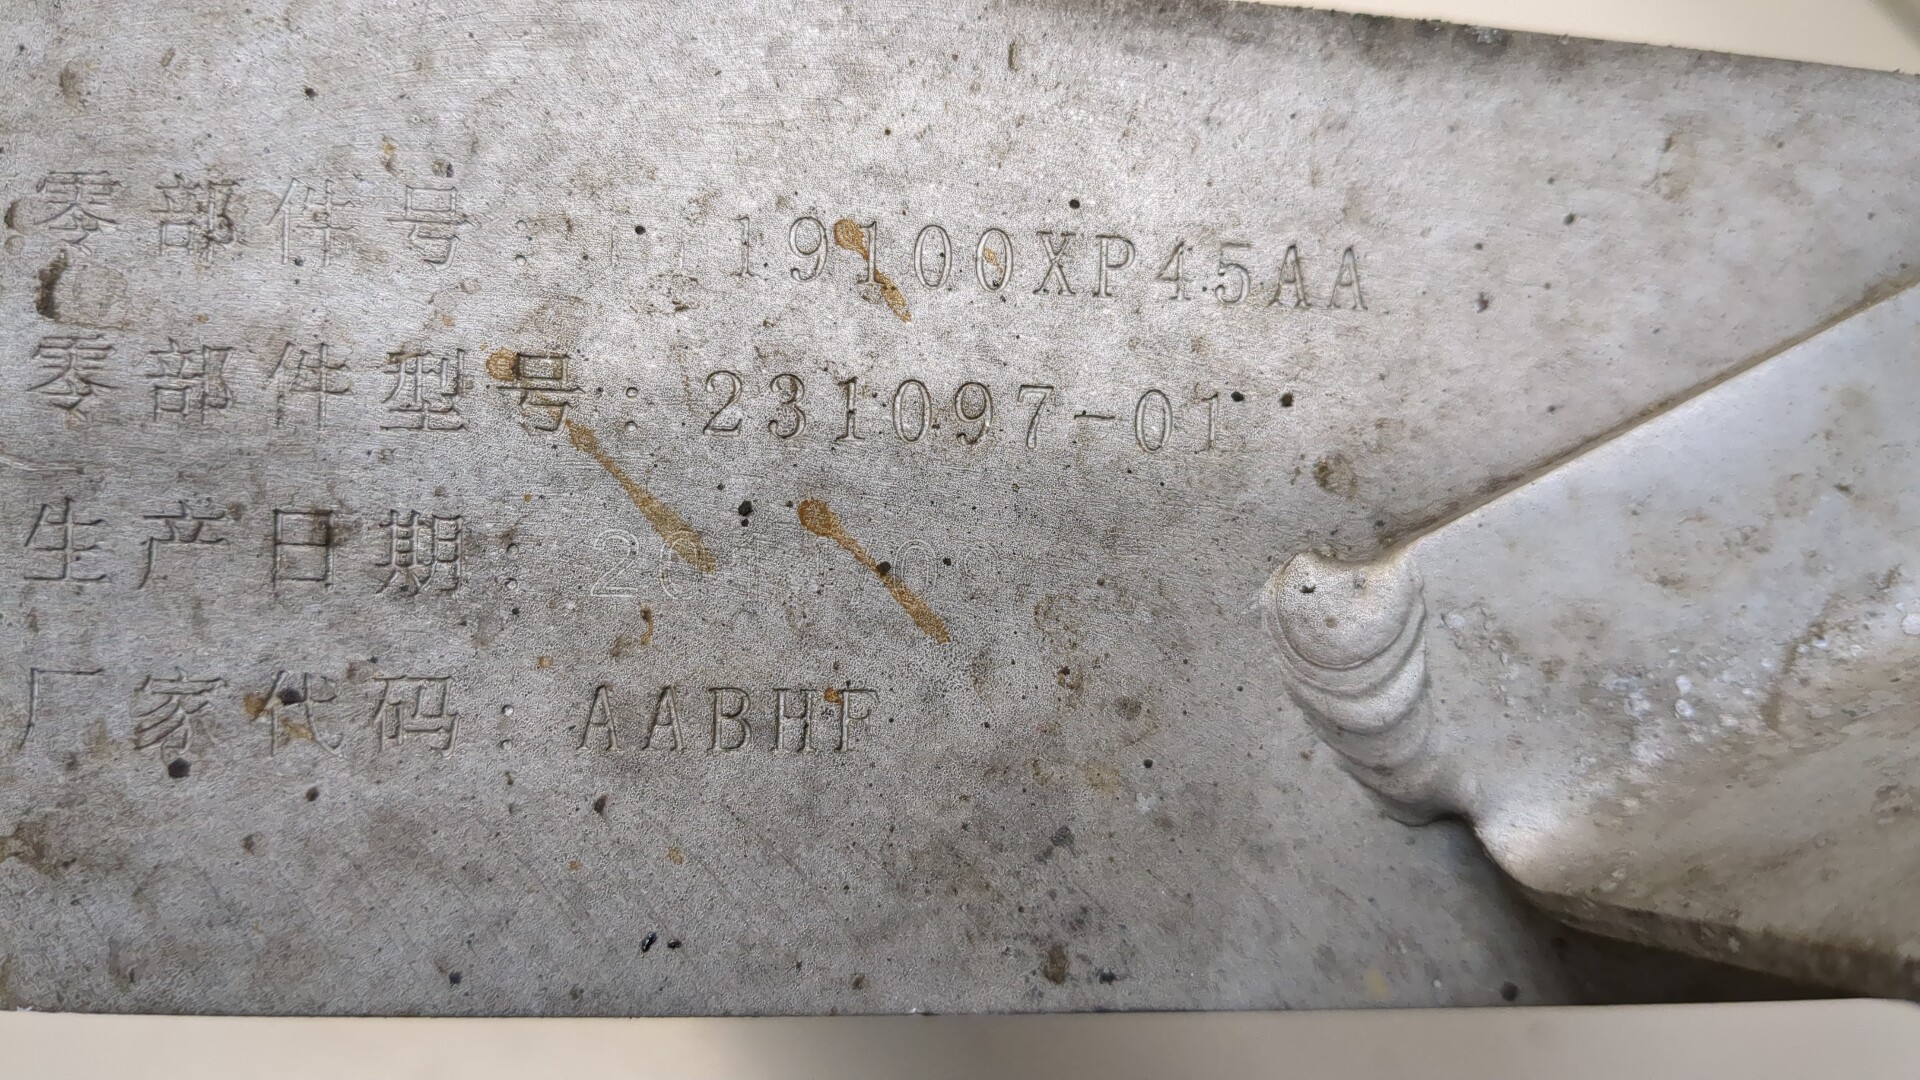 零部件号: 19100XP45AA
零部件型号: 231097-01
生产日期:
厂家代码: AABHF